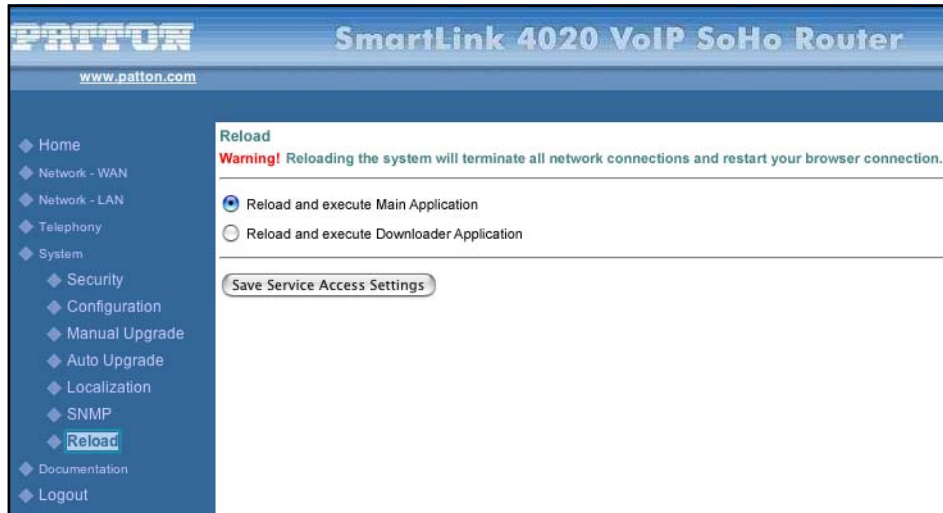 PATTON
SmartLink 4020 VoIP SoHo Router
www.patton.com
Home
Network - WAN
Network - LAN
Telephony
System
Security
Configuration
Manual Upgrade
Auto Upgrade
Localization
SNMP
Reload
Documentation
Logout
Reload
Warning! Reloading the system will terminate all network connections and restart your browser connection.
Reload and execute Main Application
Reload and execute Downloader Application
Save Service Access Settings